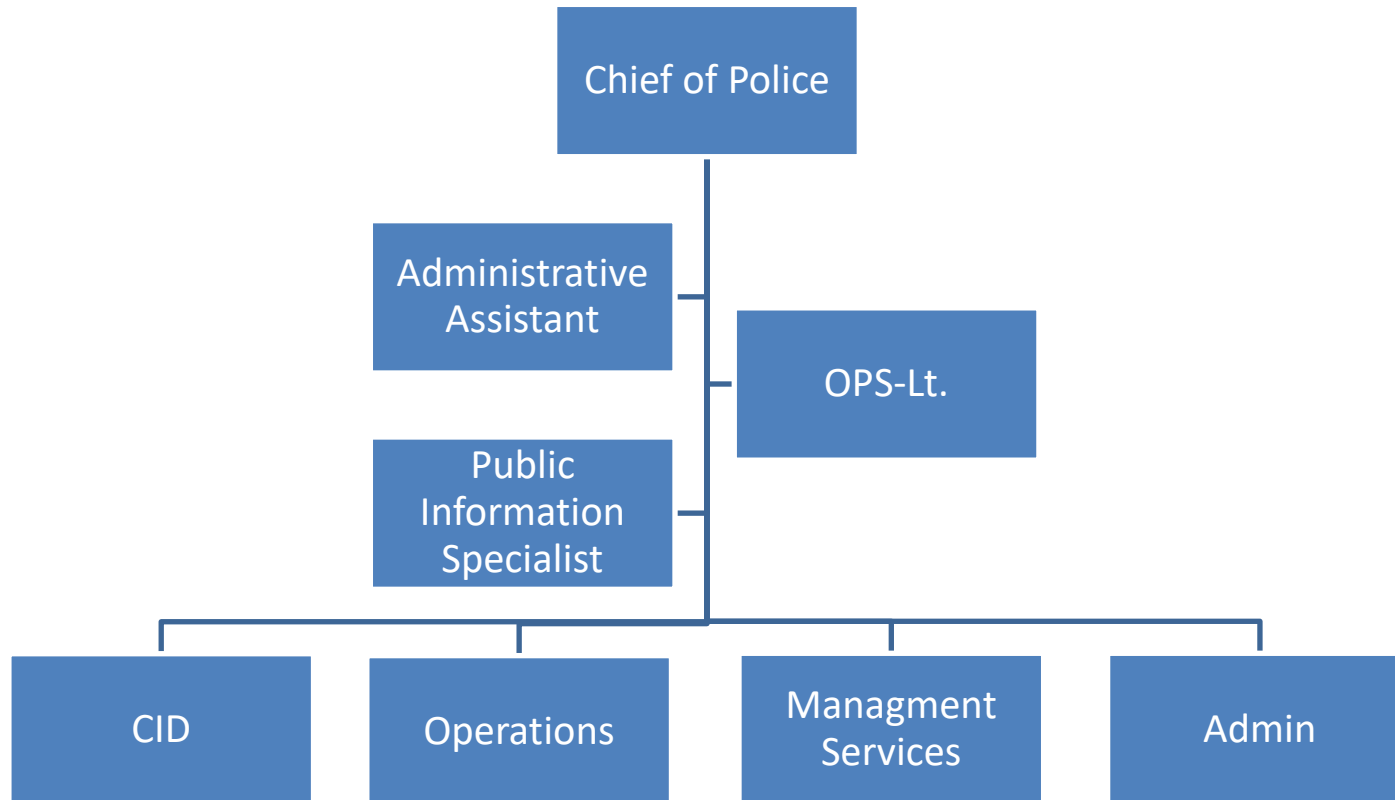 Chief of Police
Administrative
Assistant
OPS-Lt.
Public
Information
Specialist
CID
Operations
Managment
Services
Admin